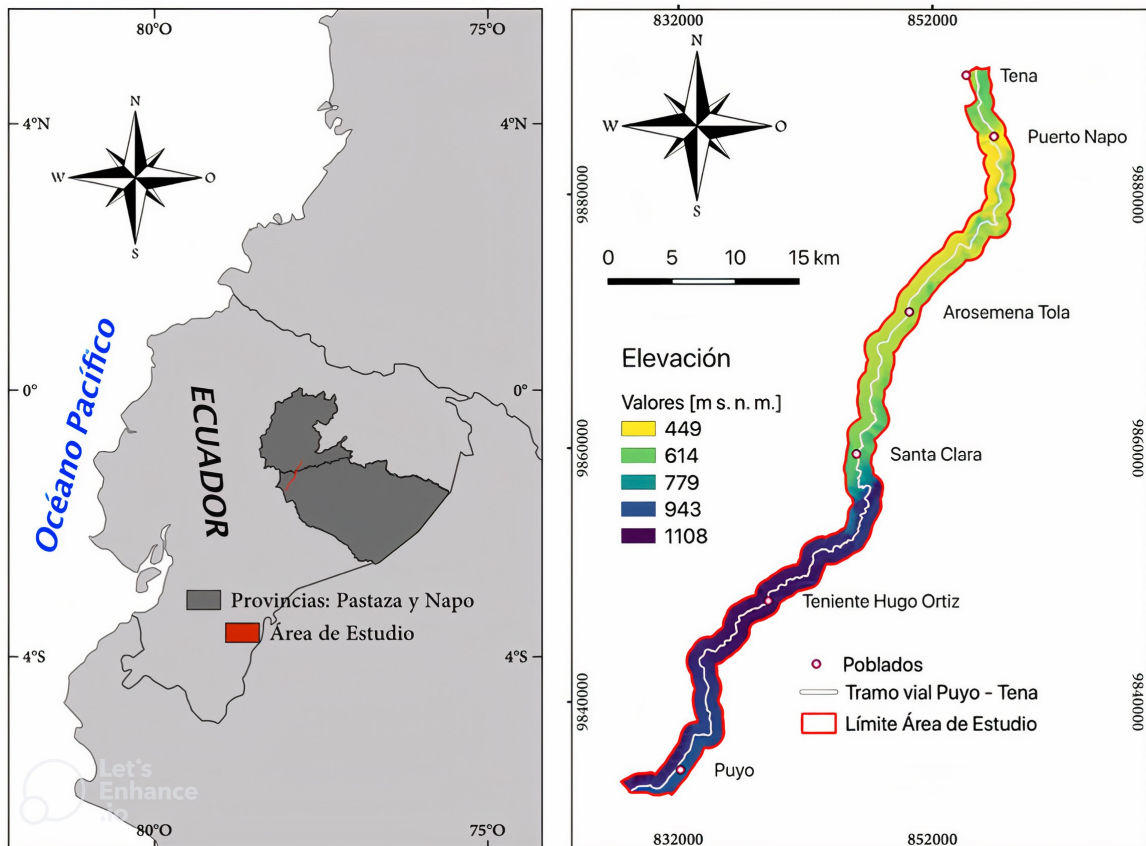 80°O
75°O
4°N
4°N
N
W
O
S
0°
0°
Océano Pacífico
ECUADOR
Provincias: Pastaza y Napo
Área de Estudio
4°S
4°S
Let's
Enhance
.io
80°O
75°O
832000
852000
N
W
O
S
Tena
Puerto Napo
9880000
9880000
0 5 10 15 km
Arosemena Tola
Elevación
Valores [m s. n. m.]
449
614
779
943
1108
9860000
9860000
Santa Clara
Teniente Hugo Ortiz
Poblados
Tramo vial Puyo - Tena
Límite Área de Estudio
9840000
9840000
Puyo
832000
852000